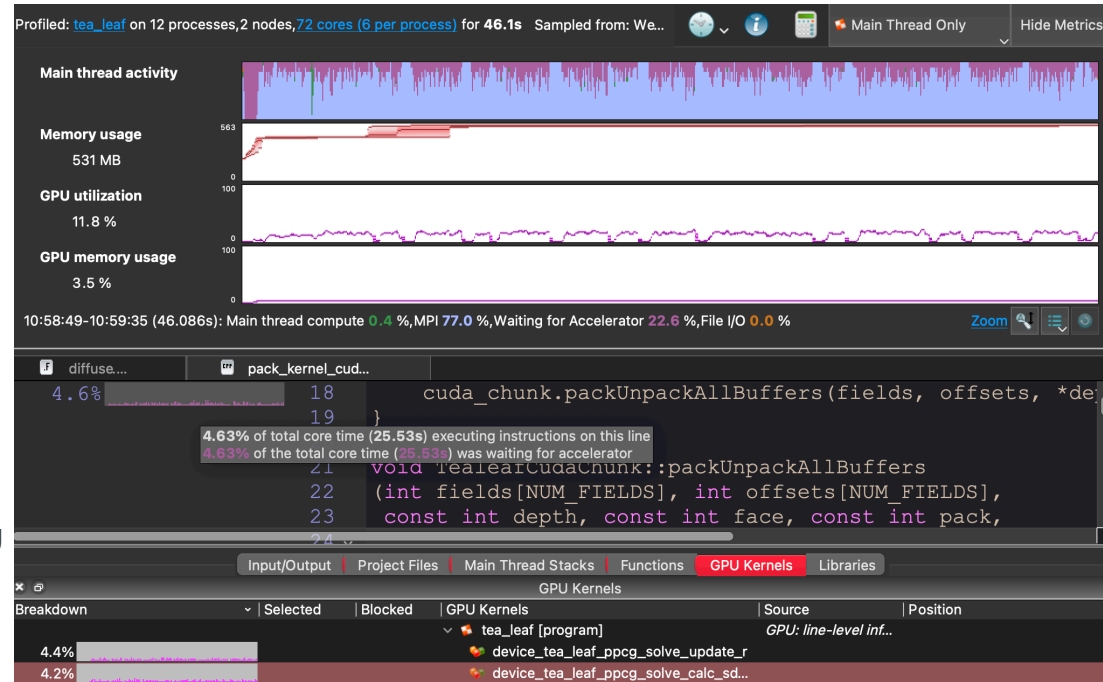 Profiled: tea_leaf on 12 processes,2 nodes,72 cores (6 per process) for 46.1s Sampled from: We... Main Thread Only Hide Metrics
Main thread activity
Memory usage
563
531 MB
0
GPU utilization
100
11.8 %
0
GPU memory usage
100
3.5 %
0
10:58:49-10:59:35 (46.086s): Main thread compute 0.4 %,MPI 77.0 %,Waiting for Accelerator 22.6 %,File I/O 0.0 % Zoom
diffuse.... pack_kernel_cud...
4.6% 18 cuda_chunk.packUnpackAllBuffers(fields, offsets, *de
19 }
4.63% of total core time (25.53s) executing instructions on this line
4.63% of the total core time (25.53s) was waiting for accelerator
21 void TealeafCudaChunk::packUnpackAllBuffers
22 (int fields[NUM_FIELDS], int offsets[NUM_FIELDS],
23 const int depth, const int face, const int pack,
24
Input/Output Project Files Main Thread Stacks Functions GPU Kernels Libraries
GPU Kernels
Breakdown Selected Blocked GPU Kernels Source Position
tea_leaf [program] GPU: line-level inf...
4.4% device_tea_leaf_ppcg_solve_update_r
4.2% device_tea_leaf_ppcg_solve_calc_sd...